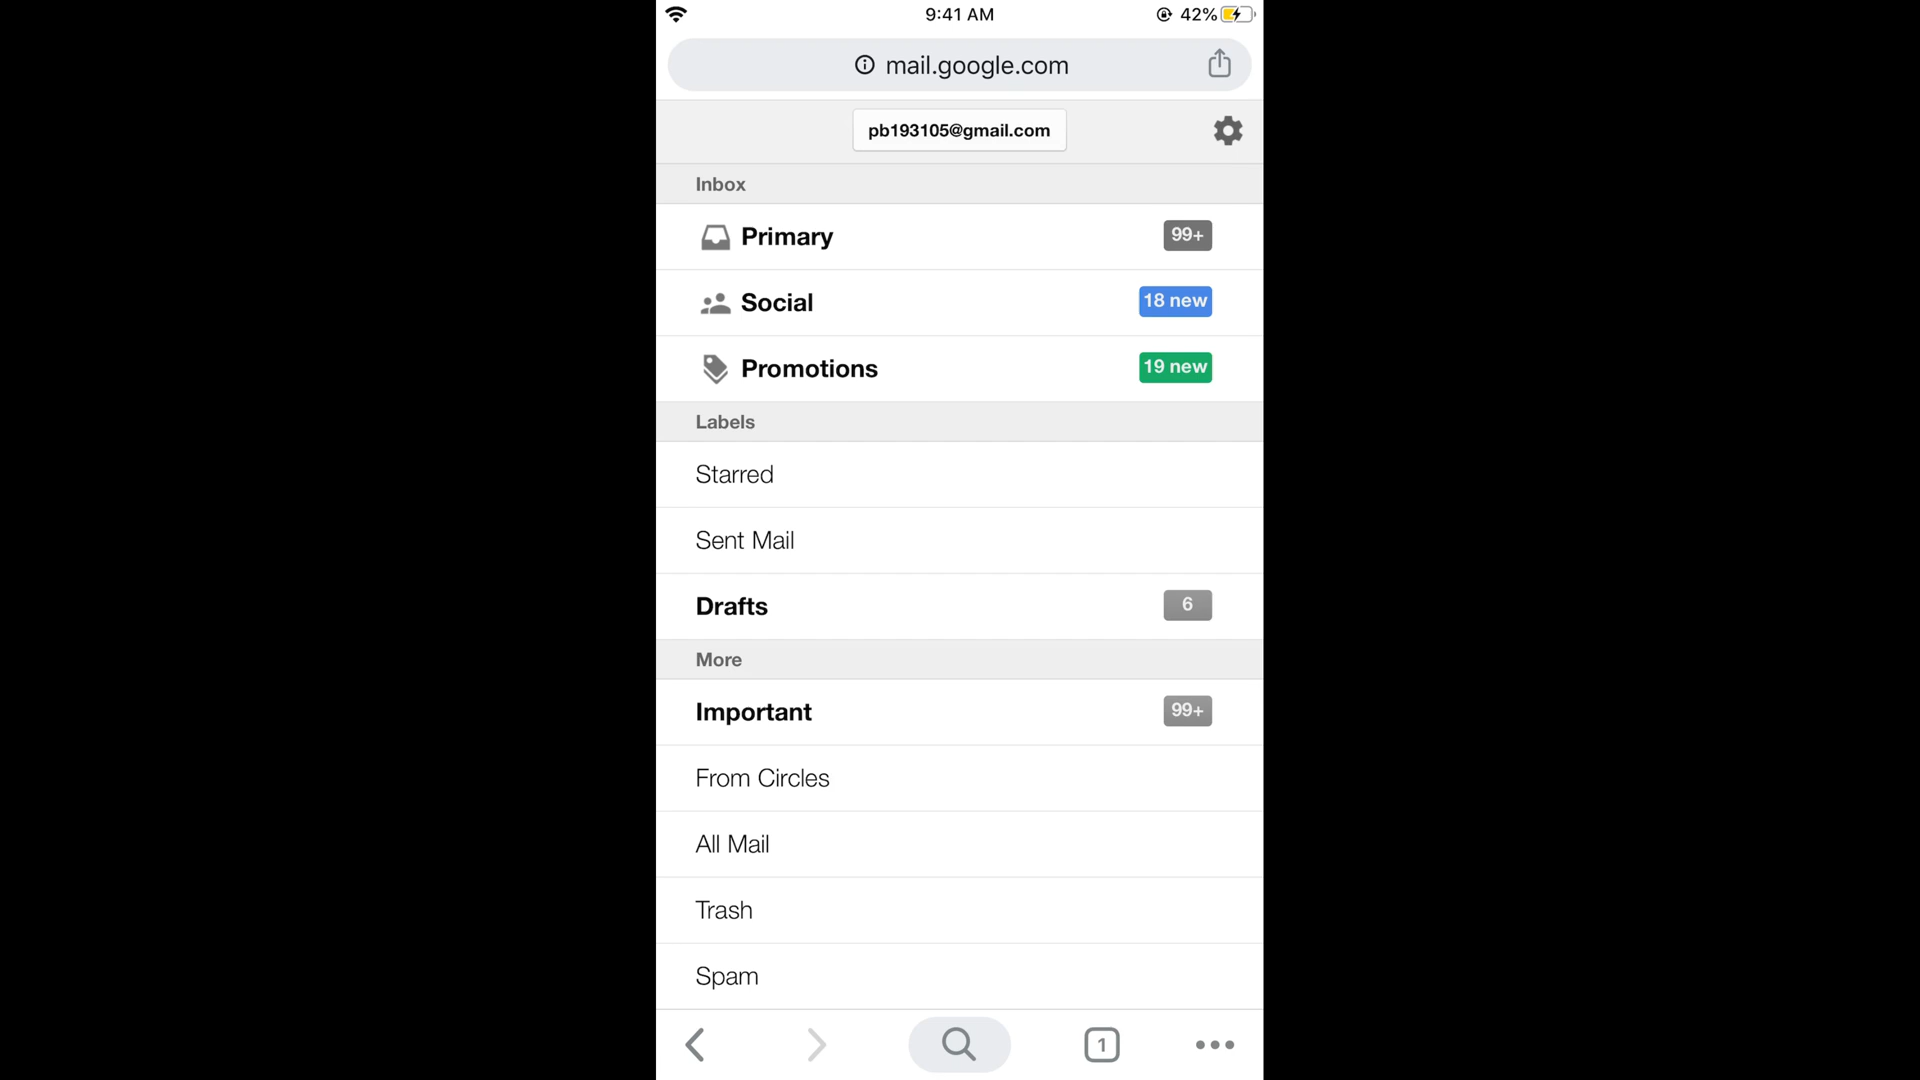 9:41 AM
42%
mail.google.com
pb193105@gmail.com
Inbox
Primary 99+
Social 18 new
Promotions 19 new
Labels
Starred
Sent Mail
Drafts 6
More
Important 99+
From Circles
All Mail
Trash
Spam
1